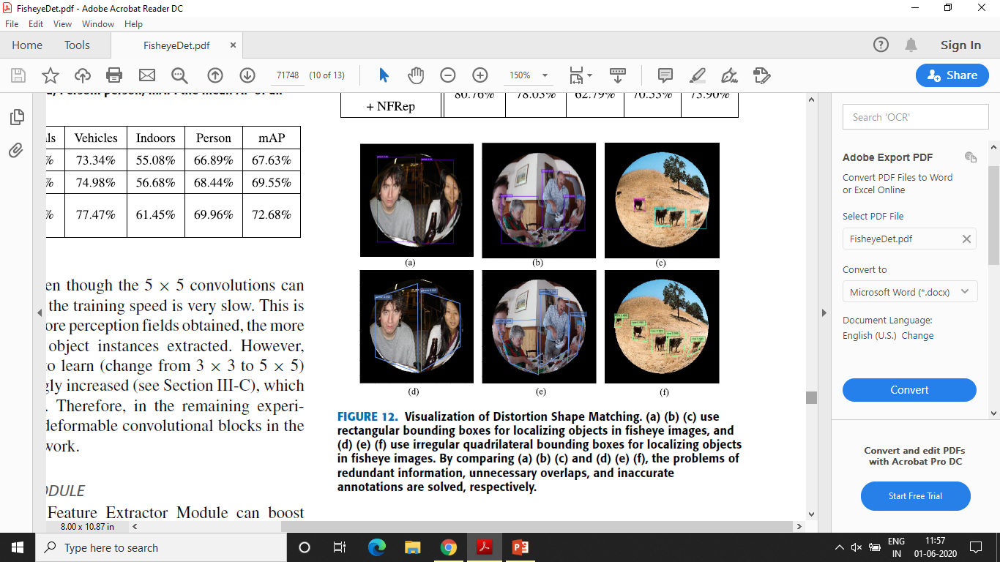 FisheyeDet.pdf - Adobe Acrobat Reader DC
File Edit View Window Help
Home Tools FisheyeDet.pdf × Sign In
71748 (10 of 13) 150% Share
80.76% 78.03% 62.79% 70.53% 73.90%
+ NFRep
ls Vehicles Indoors Person mAP
% 73.34% 55.08% 66.89% 67.63%
% 74.98% 56.68% 68.44% 69.55%
% 77.47% 61.45% 69.96% 72.68%
en though the 5 × 5 convolutions can
the training speed is very slow. This is
ore perception fields obtained, the more
object instances extracted. However,
to learn (change from 3 × 3 to 5 × 5)
gly increased (see Section III-C), which
. Therefore, in the remaining experi-
deformable convolutional blocks in the
work.
ODULE
Feature Extractor Module can boost
8.00 x 10.87 in
(a) (b) (c)
(d) (e) (f)
FIGURE 12. Visualization of Distortion Shape Matching. (a) (b) (c) use
rectangular bounding boxes for localizing objects in fisheye images, and
(d) (e) (f) use irregular quadrilateral bounding boxes for localizing objects
in fisheye images. By comparing (a) (b) (c) and (d) (e) (f), the problems of
redundant information, unnecessary overlaps, and inaccurate
annotations are solved, respectively.
Search 'OCR'
Adobe Export PDF
Convert PDF Files to Word
or Excel Online
Select PDF File
FisheyeDet.pdf
Convert to
Microsoft Word (*.docx)
Document Language:
English (U.S.) Change
Convert
Convert and edit PDFs
with Acrobat Pro DC
Start Free Trial
Type here to search
ENG 11:57
IN 01-06-2020